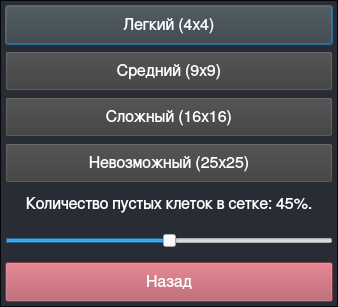 Легкий (4x4)
Средний (9x9)
Сложный (16x16)
Невозможный (25x25)
Количество пустых клеток в сетке: 45%.
Назад